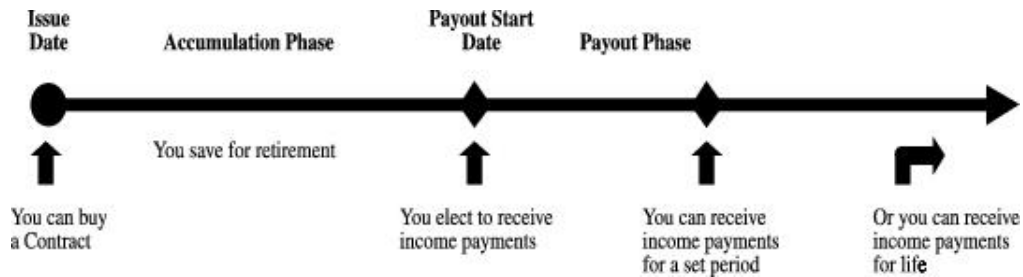 Issue
Date
Accumulation Phase
Payout Start
Date
Payout Phase
You save for retirement
You can buy
a Contract
You elect to receive
income payments
You can receive
income payments
for a set period
Or you can receive
income payments
for life